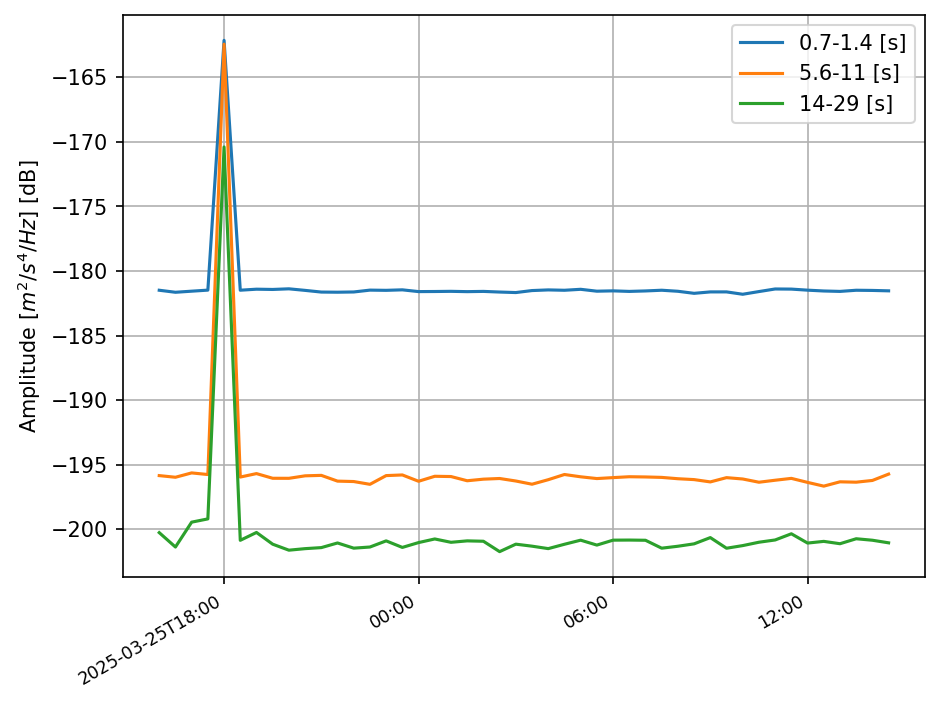 0.7-1.4 [s]
5.6-11 [s]
14-29 [s]
Amplitude [m²/s⁴/Hz] [dB]
−165
−170
−175
−180
−185
−190
−195
−200
2025-03-25T18:00
00:00
06:00
12:00